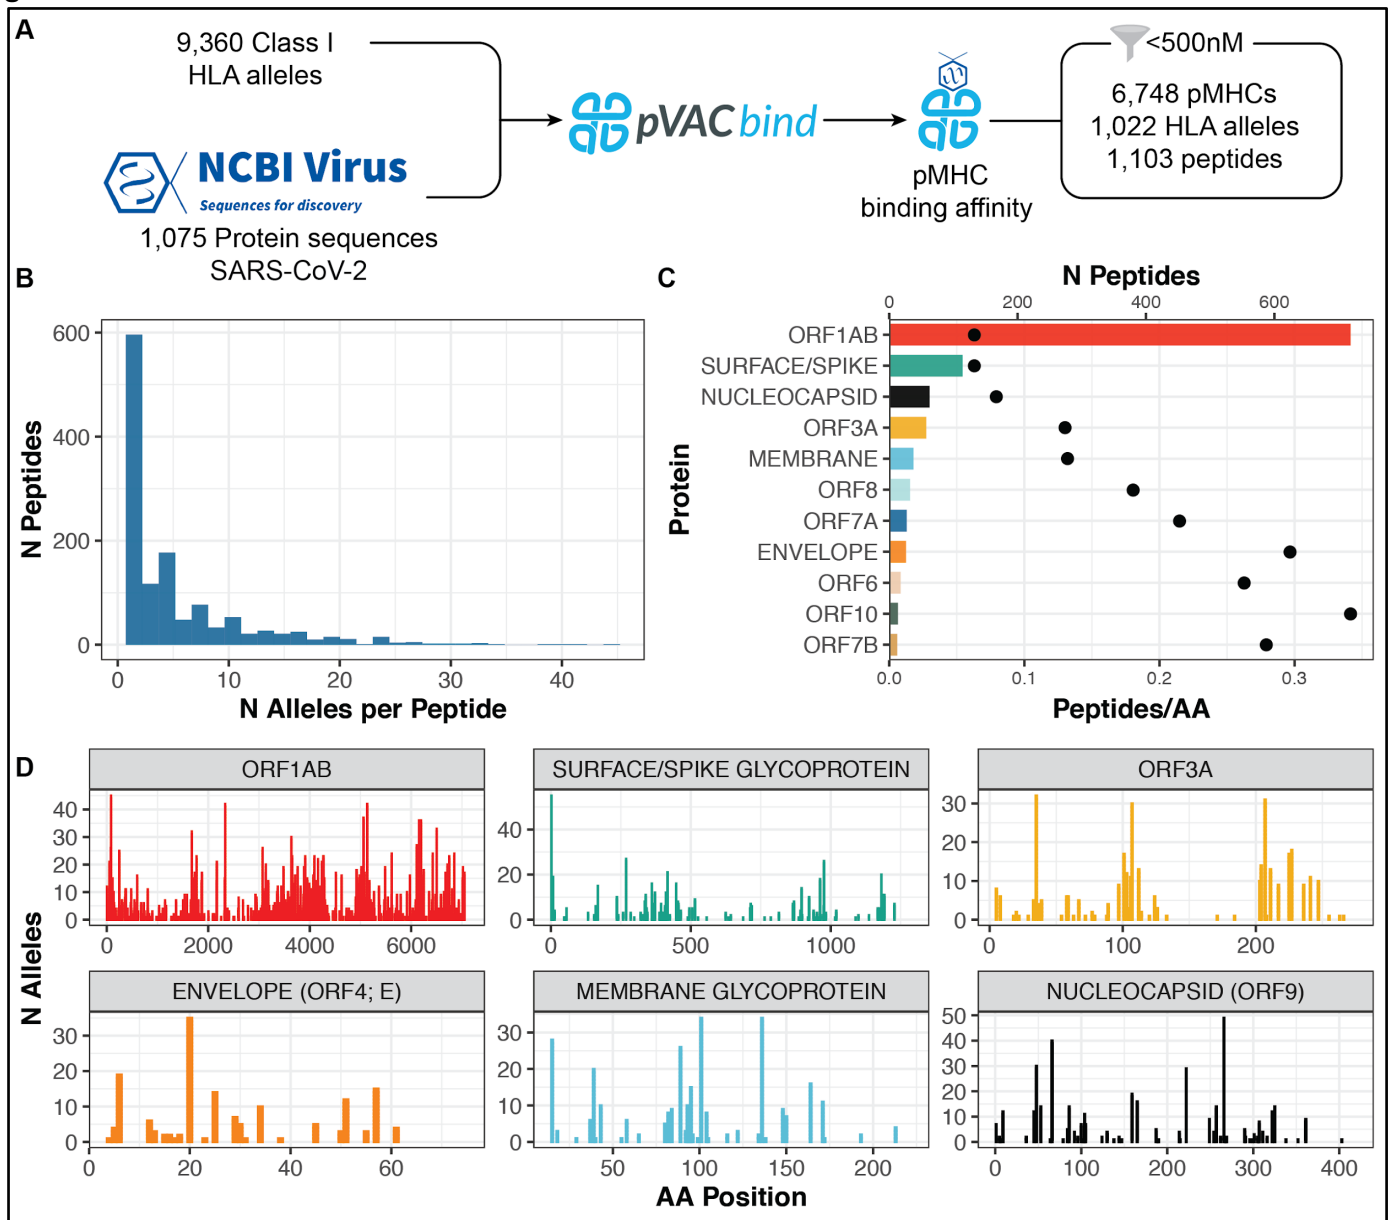 A
9,360 Class I
HLA alleles
NCBI Virus
Sequences for discovery
1,075 Protein sequences
SARS-CoV-2
pVACbind
pMHC
binding affinity
<500nM
6,748 pMHCs
1,022 HLA alleles
1,103 peptides
B
N Peptides
600
400
200
0
0 10 20 30 40
N Alleles per Peptide
C
N Peptides
0 200 400 600
Protein
ORF1AB
SURFACE/SPIKE
NUCLEOCAPSID
ORF3A
MEMBRANE
ORF8
ORF7A
ENVELOPE
ORF6
ORF10
ORF7B
0.0 0.1 0.2 0.3
Peptides/AA
D
N Alleles
ORF1AB
40
30
20
10
0
0 2000 4000 6000
SURFACE/SPIKE GLYCOPROTEIN
40
20
0
0 500 1000
ORF3A
30
20
10
0
0 100 200
ENVELOPE (ORF4; E)
30
20
10
0
0 20 40 60
MEMBRANE GLYCOPROTEIN
30
20
10
0
50 100 150 200
NUCLEOCAPSID (ORF9)
50
40
30
20
10
0
0 100 200 300 400
AA Position